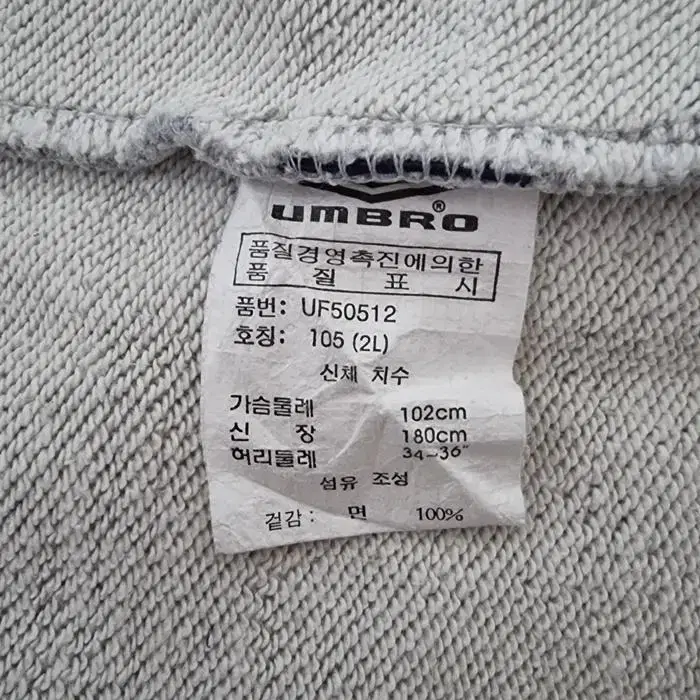 UMBRO®
품질경영촉진에의한
품 질 표 시
품번: UF50512
호칭: 105 (2L)
신체 치수
가슴둘레 102cm
신 장 180cm
허리둘레 34~36"
섬유 조성
겉감: 면 100%